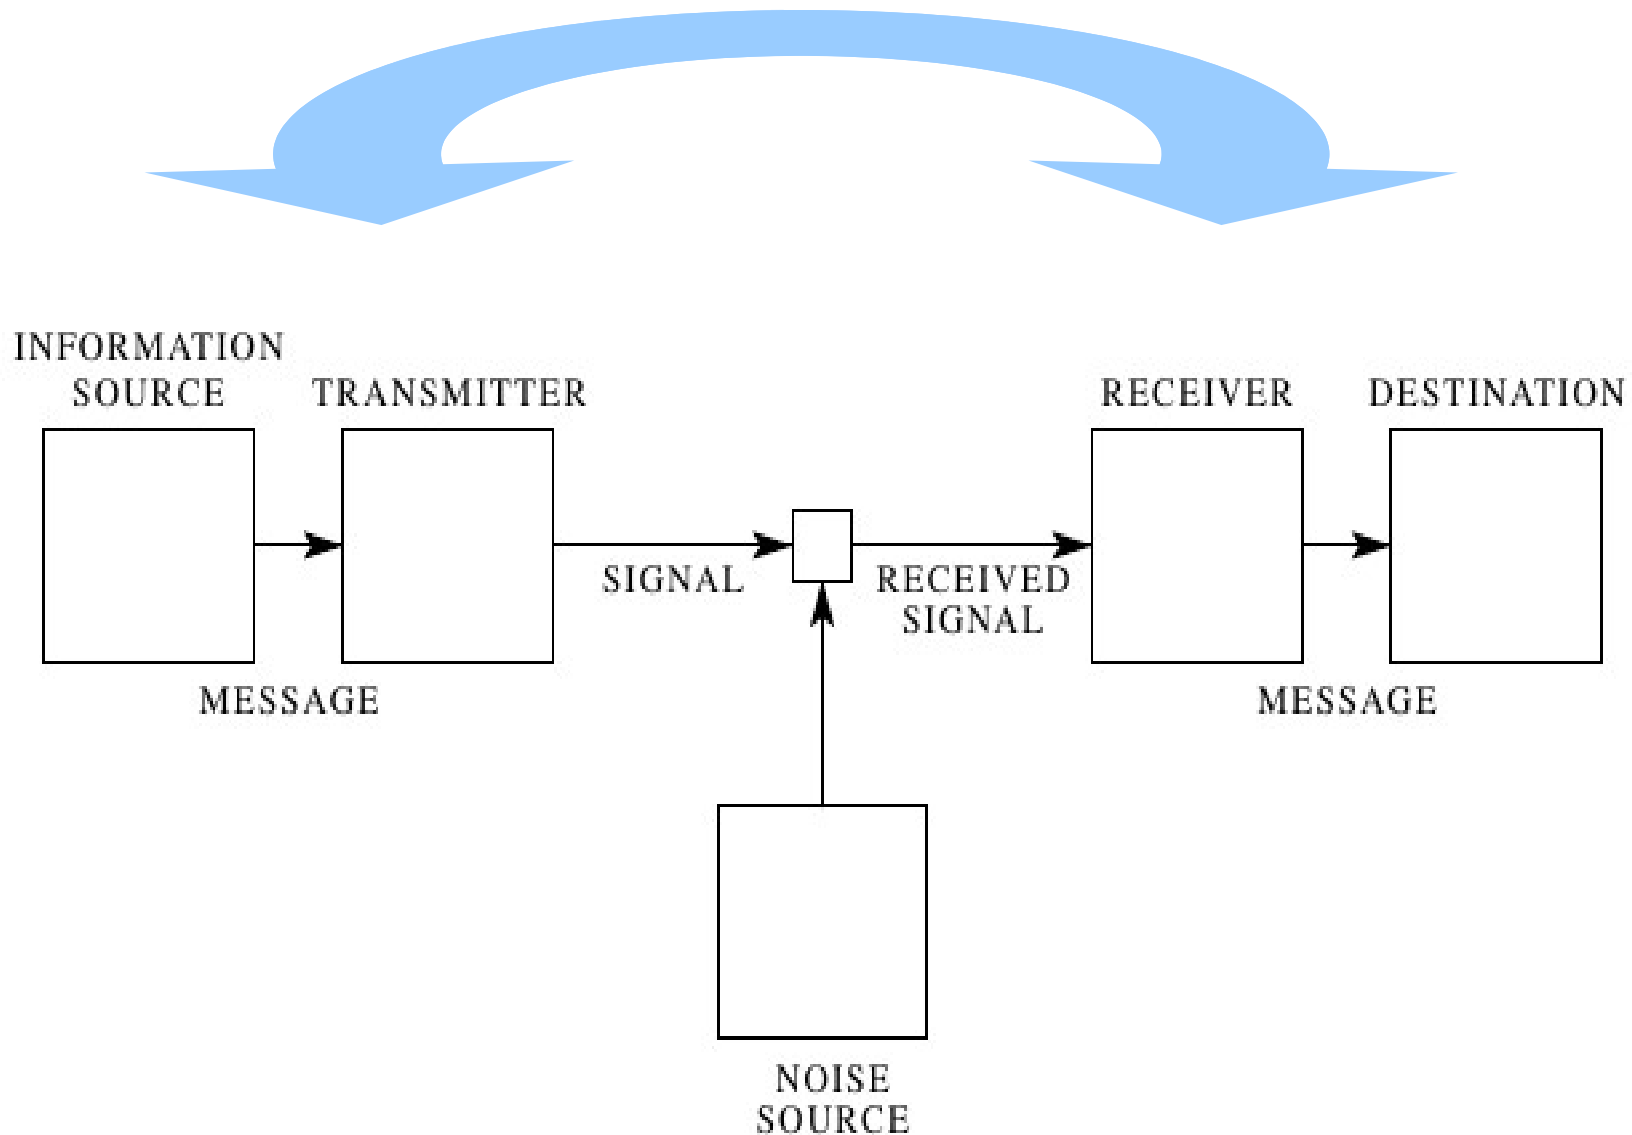 INFORMATION
SOURCE
TRANSMITTER
RECEIVER
DESTINATION
SIGNAL
RECEIVED
SIGNAL
MESSAGE
MESSAGE
NOISE
SOURCE